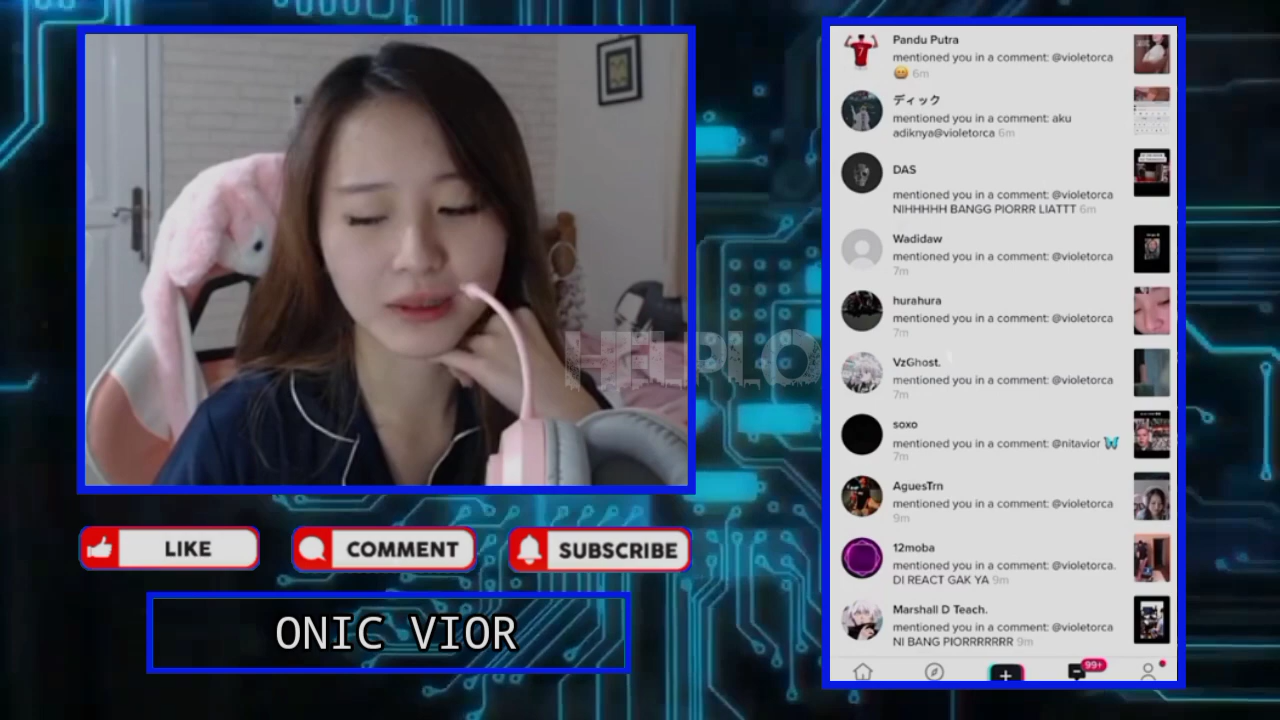 Pandu Putra
mentioned you in a comment: @violetorca
😀 6m
ディック
mentioned you in a comment: aku
adiknya@violetorca 6m
DAS
mentioned you in a comment: @violetorca
NIHHHHH BANGG PIORRR LIATTT 6m
Wadidaw
mentioned you in a comment: @violetorca
7m
hurahura
mentioned you in a comment: @violetorca
7m
VzGhost.
mentioned you in a comment: @violetorca
7m
soxo
mentioned you in a comment: @nitavior 🦋
7m
AguesTrn
mentioned you in a comment: @violetorca
9m
12moba
mentioned you in a comment: @violetorca.
DI REACT GAK YA 9m
Marshall D Teach.
mentioned you in a comment: @violetorca
NI BANG PIORRRRRRR 9m
99+
HELPLO
LIKE
COMMENT
SUBSCRIBE
ONIC VIOR